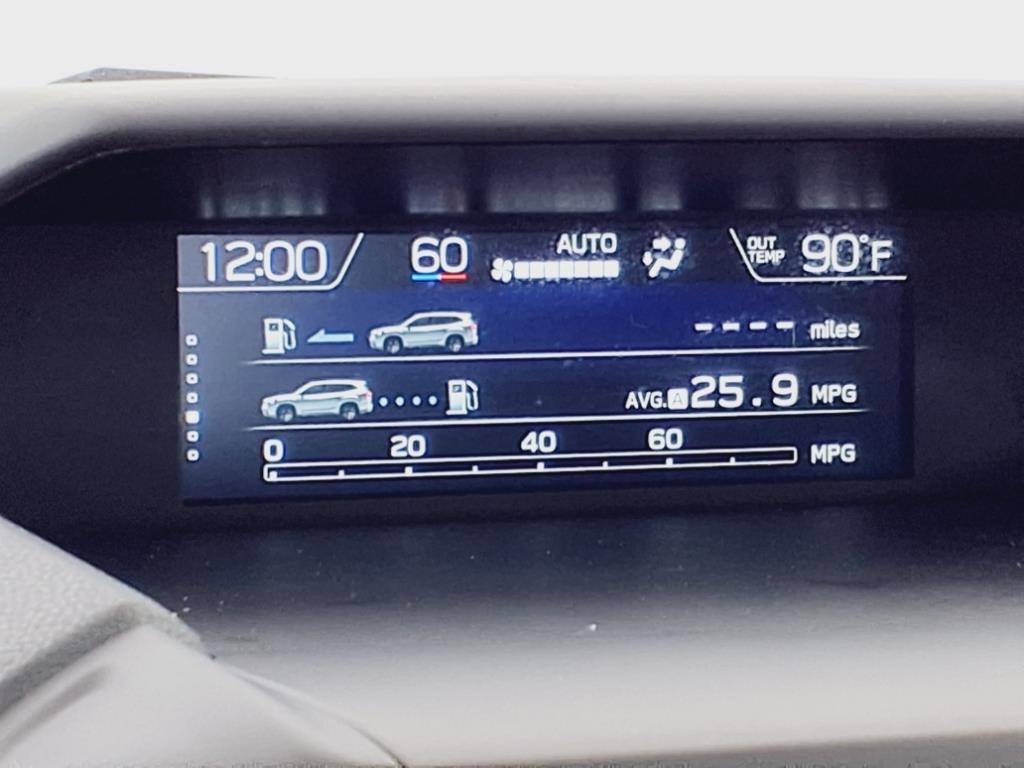 12:00 60 AUTO OUT TEMP 90°F
---- miles
AVG. A 25.9 MPG
0 20 40 60 MPG